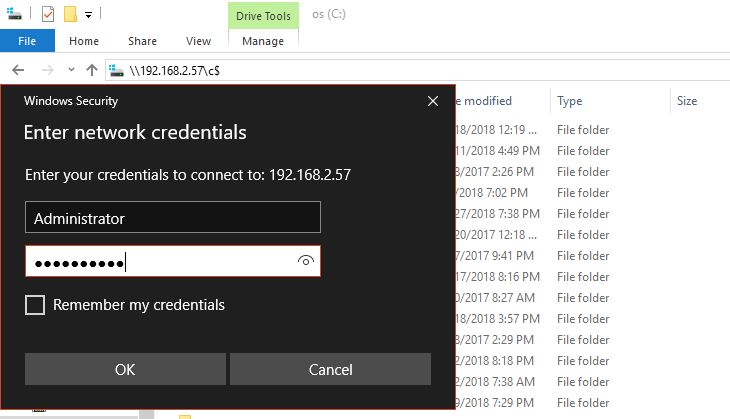 Drive Tools
os (C:)
File
Home
Share
View
Manage
\\192.168.2.57\c$
Windows Security
Enter network credentials
Enter your credentials to connect to: 192.168.2.57
Administrator
●●●●●●●●●●
Remember my credentials
OK
Cancel
e modified
Type
Size
18/2018 12:19 ...
File folder
11/2018 4:49 PM
File folder
8/2017 2:26 PM
File folder
/2018 7:02 PM
File folder
27/2018 7:38 PM
File folder
20/2017 12:18 ...
File folder
7/2017 9:41 PM
File folder
17/2018 8:16 PM
File folder
0/2017 8:27 AM
File folder
18/2018 3:57 PM
File folder
8/2017 2:29 PM
File folder
2/2018 8:18 PM
File folder
2/2018 7:38 AM
File folder
9/2018 7:29 PM
File folder